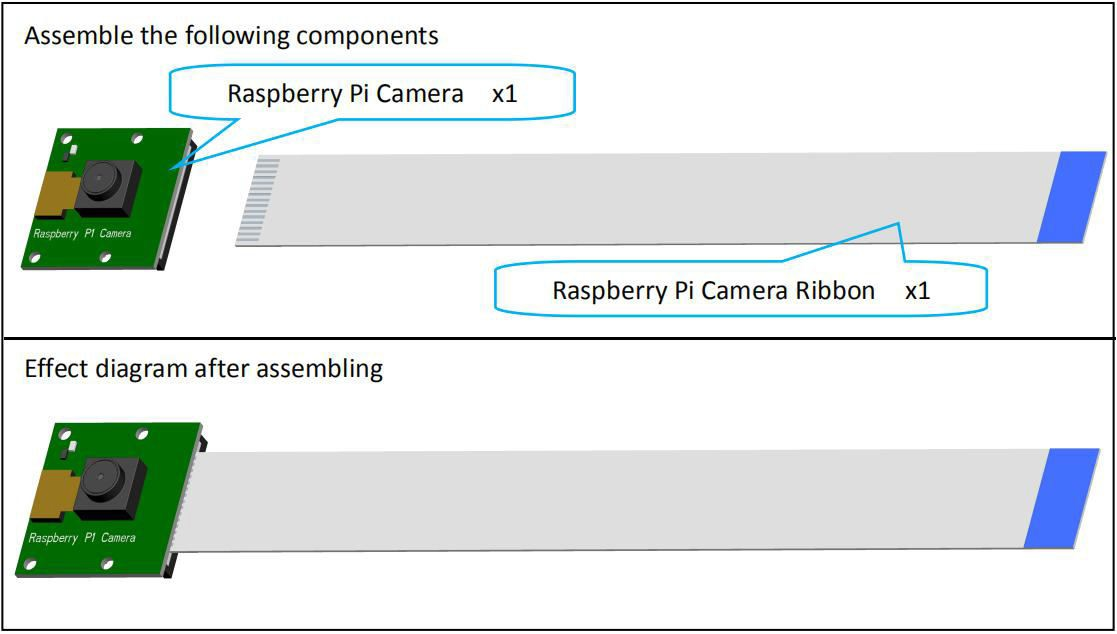 Assemble the following components
Raspberry Pi Camera x1
Raspberry PI Camera
Raspberry Pi Camera Ribbon x1
Effect diagram after assembling
Raspberry PI Camera